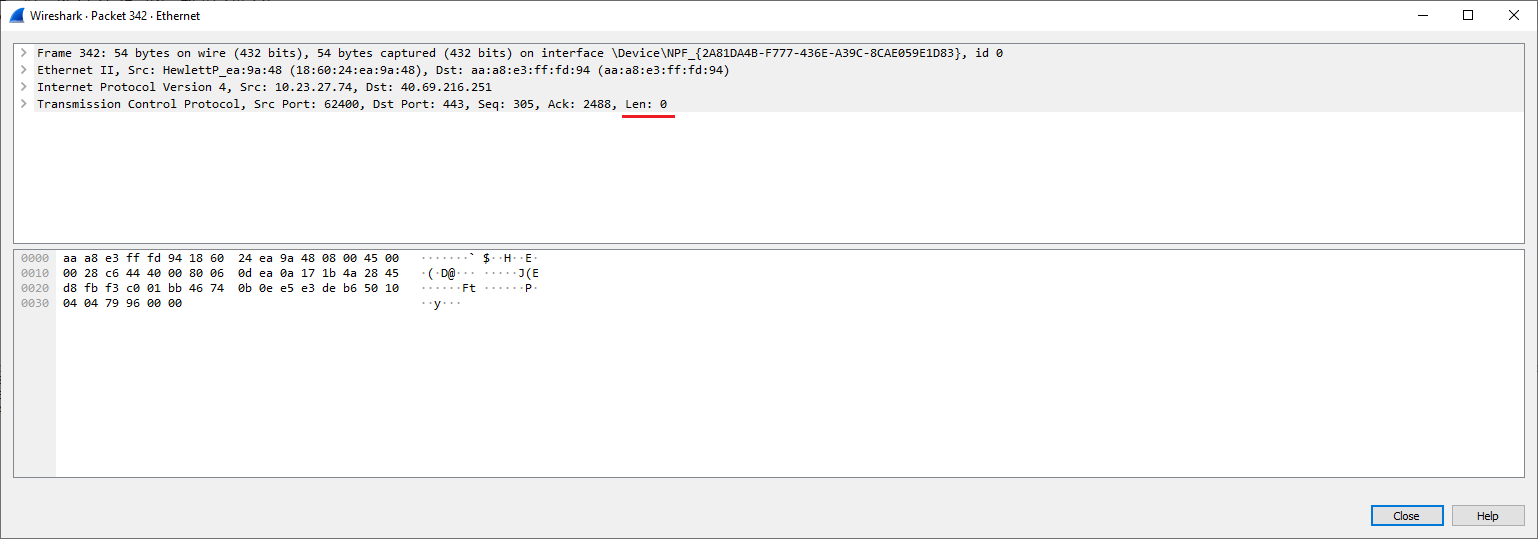 Wireshark · Packet 342 · Ethernet
Frame 342: 54 bytes on wire (432 bits), 54 bytes captured (432 bits) on interface \Device\NPF_{2A81DA4B-F777-436E-A39C-8CAE059E1D83}, id 0
Ethernet II, Src: HewlettP_ea:9a:48 (18:60:24:ea:9a:48), Dst: aa:a8:e3:ff:fd:94 (aa:a8:e3:ff:fd:94)
Internet Protocol Version 4, Src: 10.23.27.74, Dst: 40.69.216.251
Transmission Control Protocol, Src Port: 62400, Dst Port: 443, Seq: 305, Ack: 2488, Len: 0
0000 aa a8 e3 ff fd 94 18 60 24 ea 9a 48 08 00 45 00 ·······` $··H··E·
0010 00 28 c6 44 40 00 80 06 0d ea 0a 17 1b 4a 28 45 ·(·D@··· ·····J(E
0020 d8 fb f3 c0 01 bb 46 74 0b 0e e5 e3 de b6 50 10 ······Ft ······P·
0030 04 04 79 96 00 00 ··y···
Close
Help